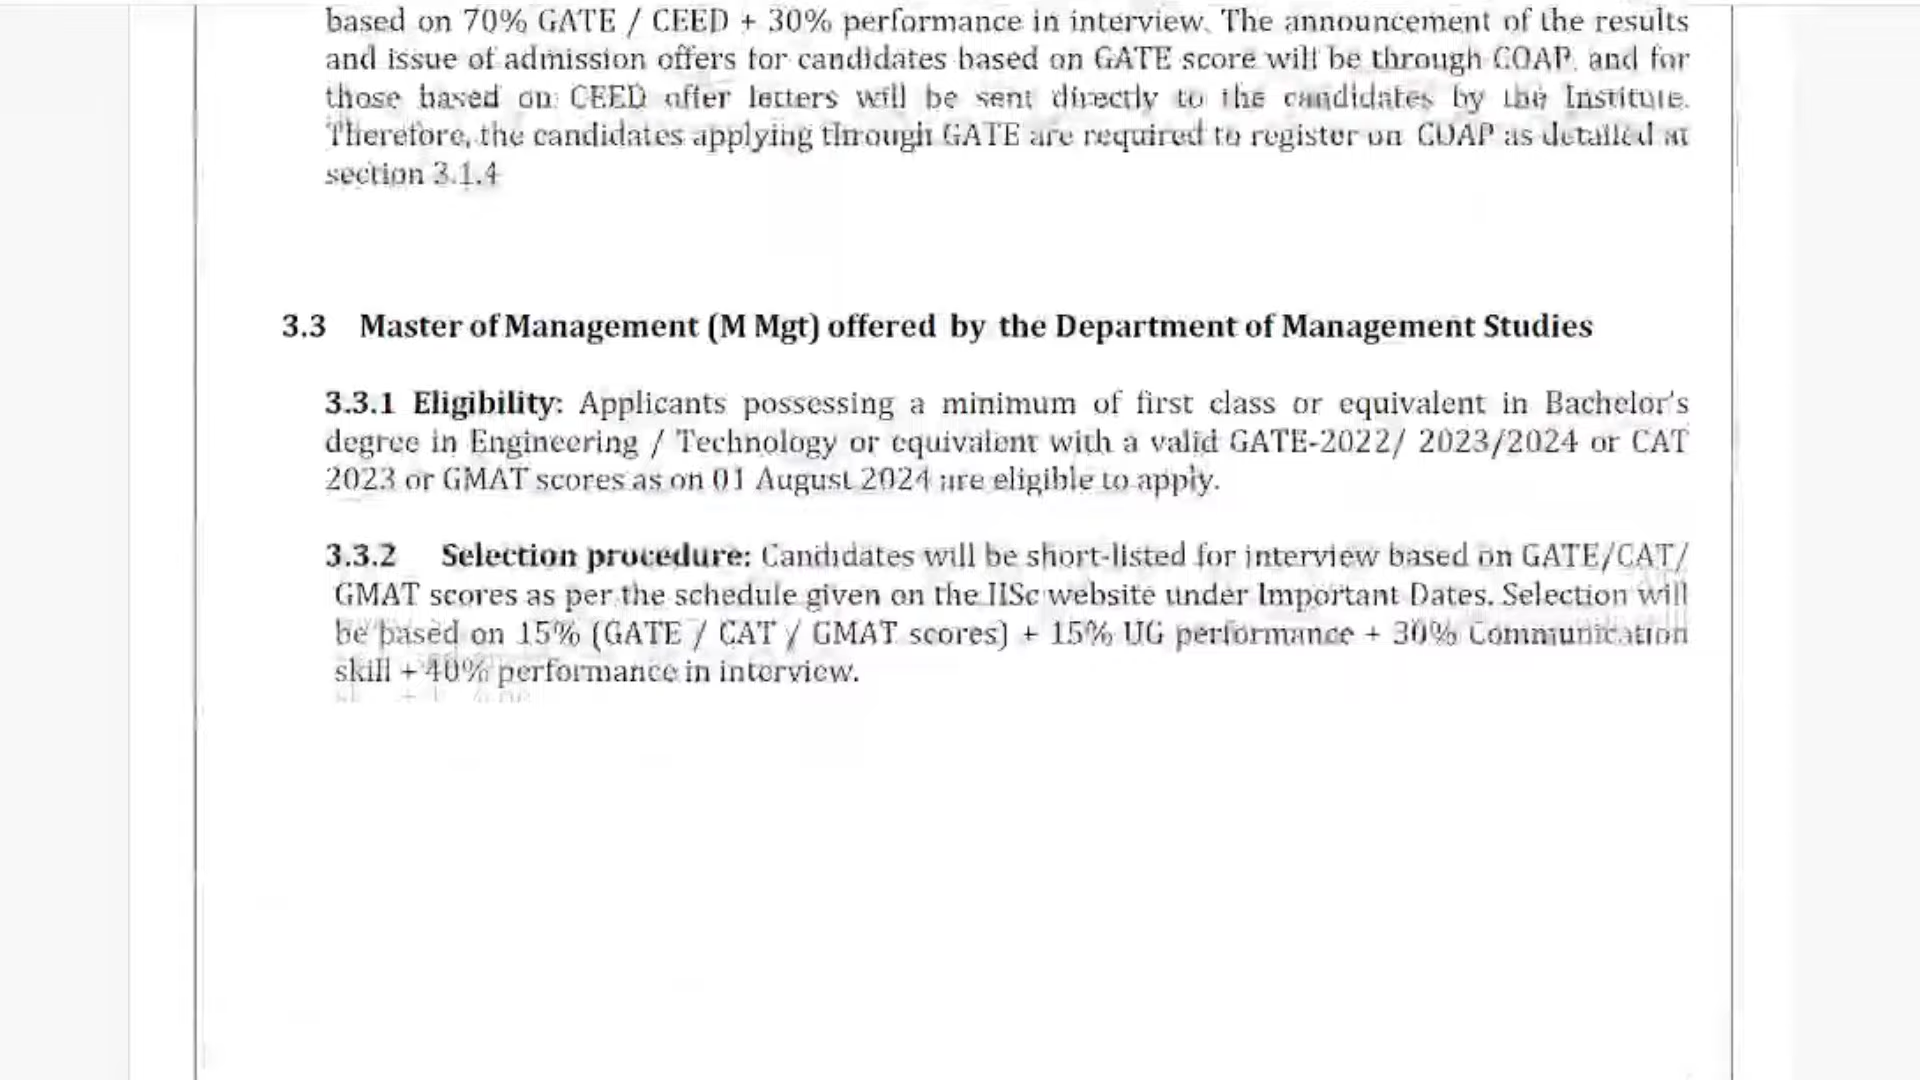 based on 70% GATE / CEED + 30% performance in interview. The announcement of the results
and issue of admission offers for candidates based on GATE score will be through COAP. and for
those based on CEED offer letters will be sent directly to the candidates by the Institute.
Therefore, the candidates applying through GATE are required to register on COAP as detailed at
section 3.1.4
3.3 Master of Management (M Mgt) offered by the Department of Management Studies
3.3.1 Eligibility: Applicants possessing a minimum of first class or equivalent in Bachelor's
degree in Engineering / Technology or equivalent with a valid GATE-2022/ 2023/2024 or CAT
2023 or GMAT scores as on 01 August 2024 are eligible to apply.
3.3.2 Selection procedure: Candidates will be short-listed for interview based on GATE/CAT/
GMAT scores as per the schedule given on the IISc website under Important Dates. Selection will
be based on 15% (GATE / CAT / GMAT scores) + 15% UG performance + 30% Communication
skill + 40% performance in interview.